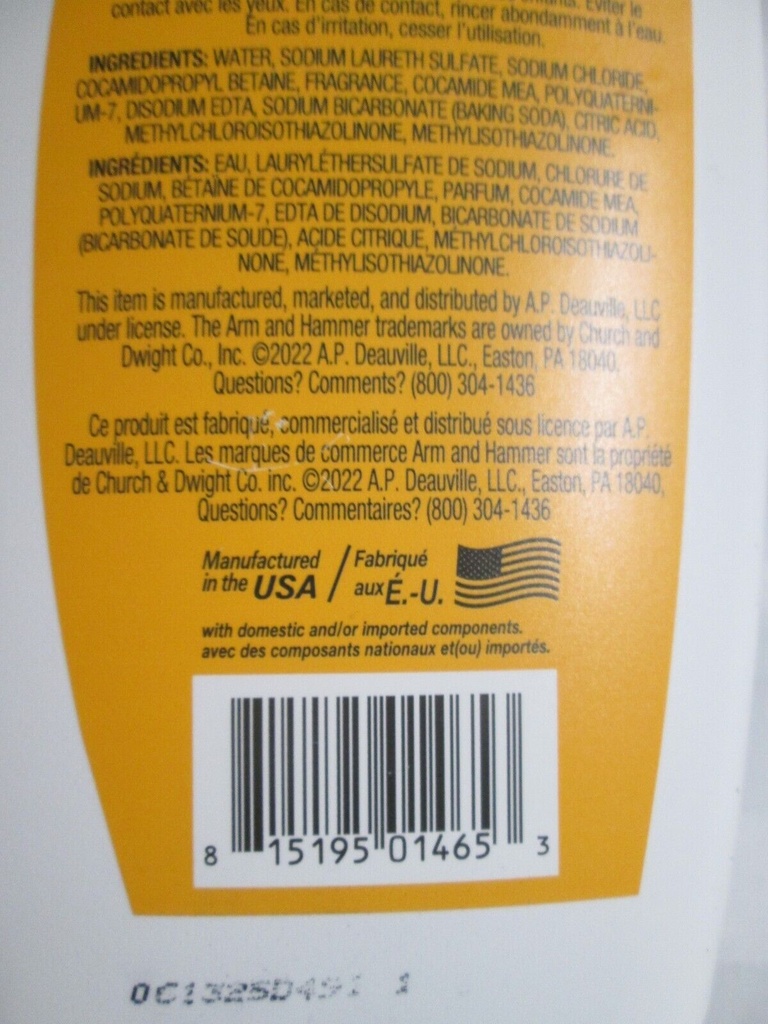 contact avec les yeux. En cas de contact, rincer abondamment à l'eau.
En cas d'irritation, cesser l'utilisation.
INGREDIENTS: WATER, SODIUM LAURETH SULFATE, SODIUM CHLORIDE,
COCAMIDOPROPYL BETAINE, FRAGRANCE, COCAMIDE MEA, POLYQUATERNI-
UM-7, DISODIUM EDTA, SODIUM BICARBONATE (BAKING SODA), CITRIC ACID,
METHYLCHLOROISOTHIAZOLINONE, METHYLISOTHIAZOLINONE.
INGRÉDIENTS: EAU, LAURYLÉTHERSULFATE DE SODIUM, CHLORURE DE
SODIUM, BÉTAÏNE DE COCAMIDOPROPYLE, PARFUM, COCAMIDE MEA,
POLYQUATERNIUM-7, EDTA DE DISODIUM, BICARBONATE DE SODIUM
(BICARBONATE DE SOUDE), ACIDE CITRIQUE, MÉTHYLCHLOROISOTHIAZOLI-
NONE, MÉTHYLISOTHIAZOLINONE.
This item is manufactured, marketed, and distributed by A.P. Deauville, LLC
under license. The Arm and Hammer trademarks are owned by Church and
Dwight Co., Inc. ©2022 A.P. Deauville, LLC., Easton, PA 18040.
Questions? Comments? (800) 304-1436
Ce produit est fabriqué, commercialisé et distribué sous licence par A.P.
Deauville, LLC. Les marques de commerce Arm and Hammer sont la propriété
de Church & Dwight Co. inc. ©2022 A.P. Deauville, LLC., Easton, PA 18040,
Questions? Commentaires? (800) 304-1436
Manufactured in the USA / Fabriqué aux É.-U.
with domestic and/or imported components.
avec des composants nationaux et(ou) importés.
8 15195 01465 3